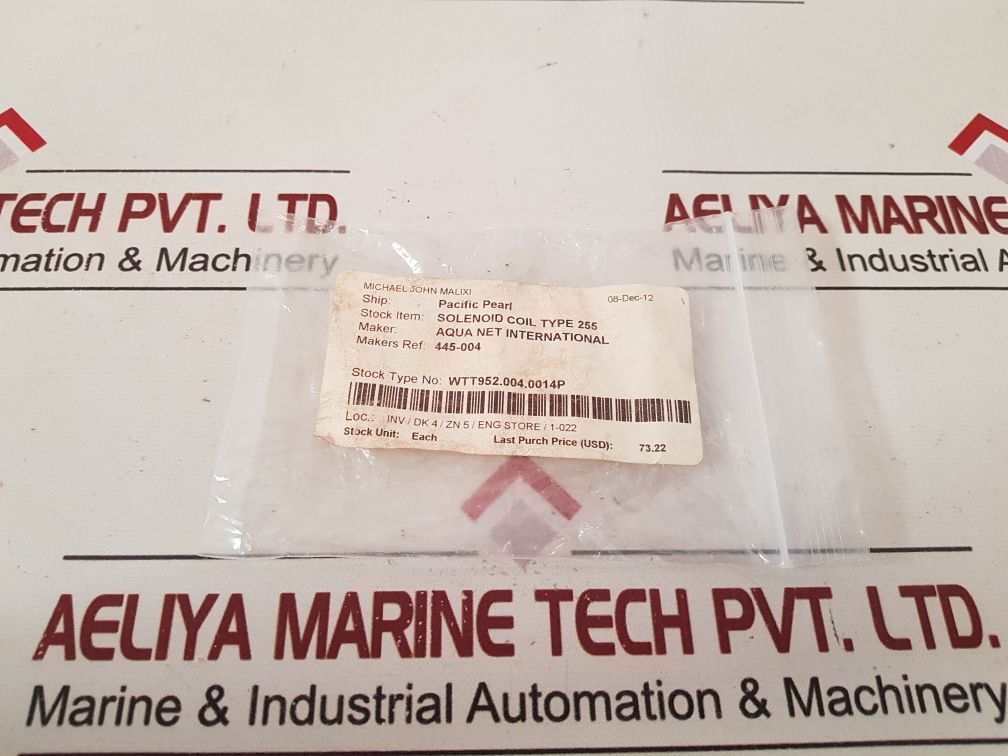 TECH PVT. LTD.
mation & Machinery
AELIYA MARINE
Marine & Industrial A
MICHAEL JOHN MALIXI
08-Dec-12
Ship: Pacific Pearl
Stock Item: SOLENOID COIL TYPE 255
Maker: AQUA NET INTERNATIONAL
Makers Ref: 445-004
Stock Type No: WTT952.004.0014P
Loc.: INV / DK 4 / ZN 5 / ENG STORE / 1-022
Stock Unit: Each Last Purch Price (USD): 73.22
AELIYA MARINE TECH PVT. LTD.
Marine & Industrial Automation & Machinery